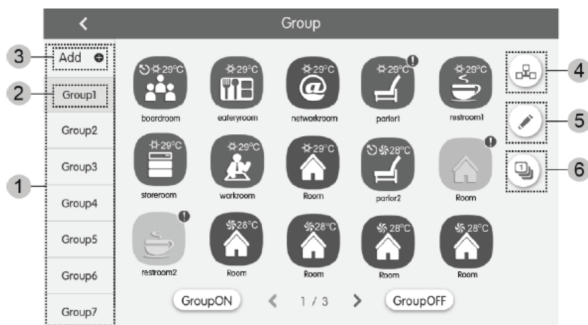 Group
3 Add
4
2 Group1
29°C 29°C 29°C 29°C 29°C
boardroom eateryroom networkroom parlor1 restroom1
5
Group2
Group3
29°C 29°C 29°C 28°C
1
6
storeroom workroom Room parlor2 Room
Group4
Group5
28°C 28°C 28°C 28°C
Group6
restroom2 Room Room Room Room
Group7
GroupON 1 / 3 GroupOFF